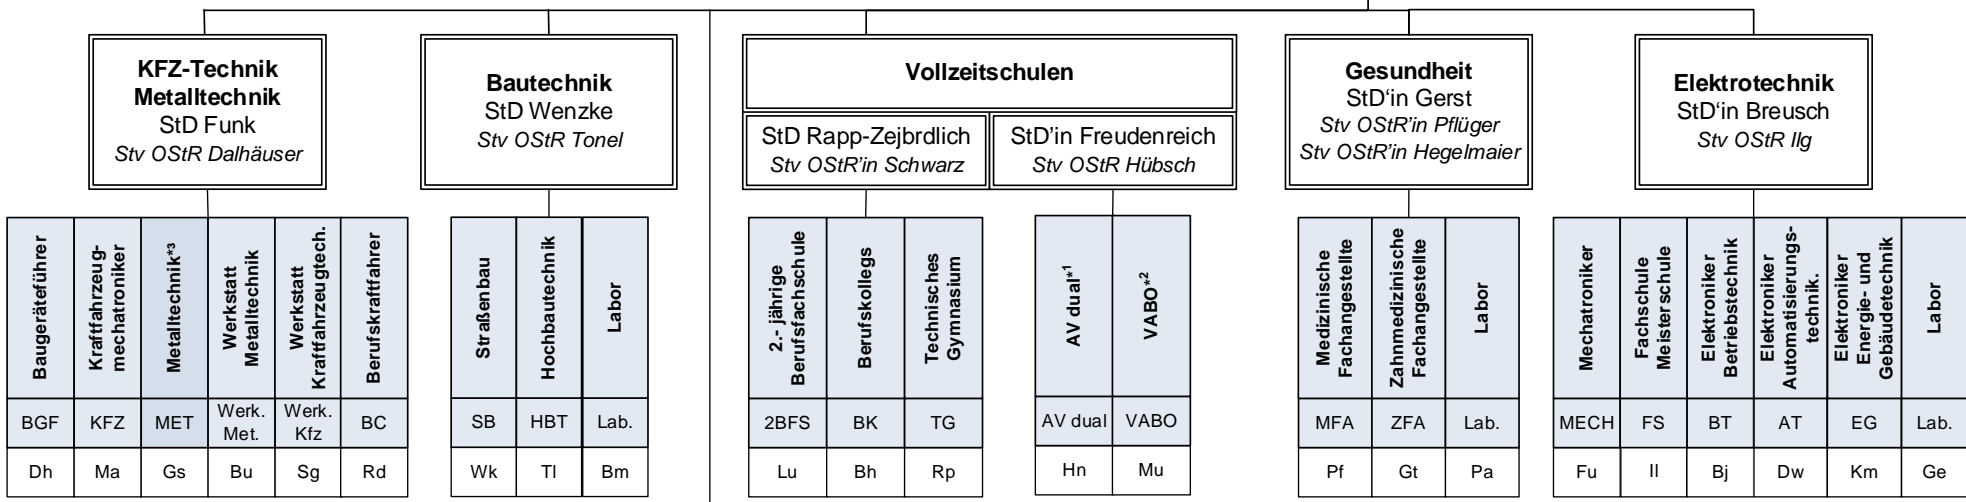 KFZ-Technik
Metalltechnik
StD Funk
Stv OStR Dalhäuser
Bautechnik
StD Wenzke
Stv OStR Tonel
Vollzeitschulen
StD Rapp-Zejbrdlich
Stv OStR'in Schwarz
StD'in Freudenreich
Stv OStR Hübsch
Gesundheit
StD'in Gerst
Stv OStR'in Pflüger
Stv OStR'in Hegelmaier
Elektrotechnik
StD'in Breusch
Stv OStR Ilg
Baugeräteführer
Kraftfahrzeug-
mechatroniker
Metalltechnik*3
Werkstatt
Metalltechnik
Werkstatt
Kraftfahrzeugtech.
Berufskraftfahrer
BGF
KFZ
MET
Werk.
Met.
Werk.
Kfz
BC
Dh
Ma
Gs
Bu
Sg
Rd
Straßenbau
Hochbautechnik
Labor
SB
HBT
Lab.
Wk
Tl
Bm
2.- jährige
Berufsfachschule
Berufskollegs
Technisches
Gymnasium
2BFS
BK
TG
Lu
Bh
Rp
AV dual*1
VABO*2
AV dual
VABO
Hn
Mu
Medizinische
Fachangestellte
Zahnmedizinische
Fachangestellte
Labor
MFA
ZFA
Lab.
Pf
Gt
Pa
Mechatroniker
Fachschule
Meisterschule
Elektroniker
Betriebstechnik
Elektroniker
Automatisierungs-
technik.
Elektroniker
Energie- und
Gebäudetechnik
Labor
MECH
FS
BT
AT
EG
Lab.
Fu
Il
Bj
Dw
Km
Ge